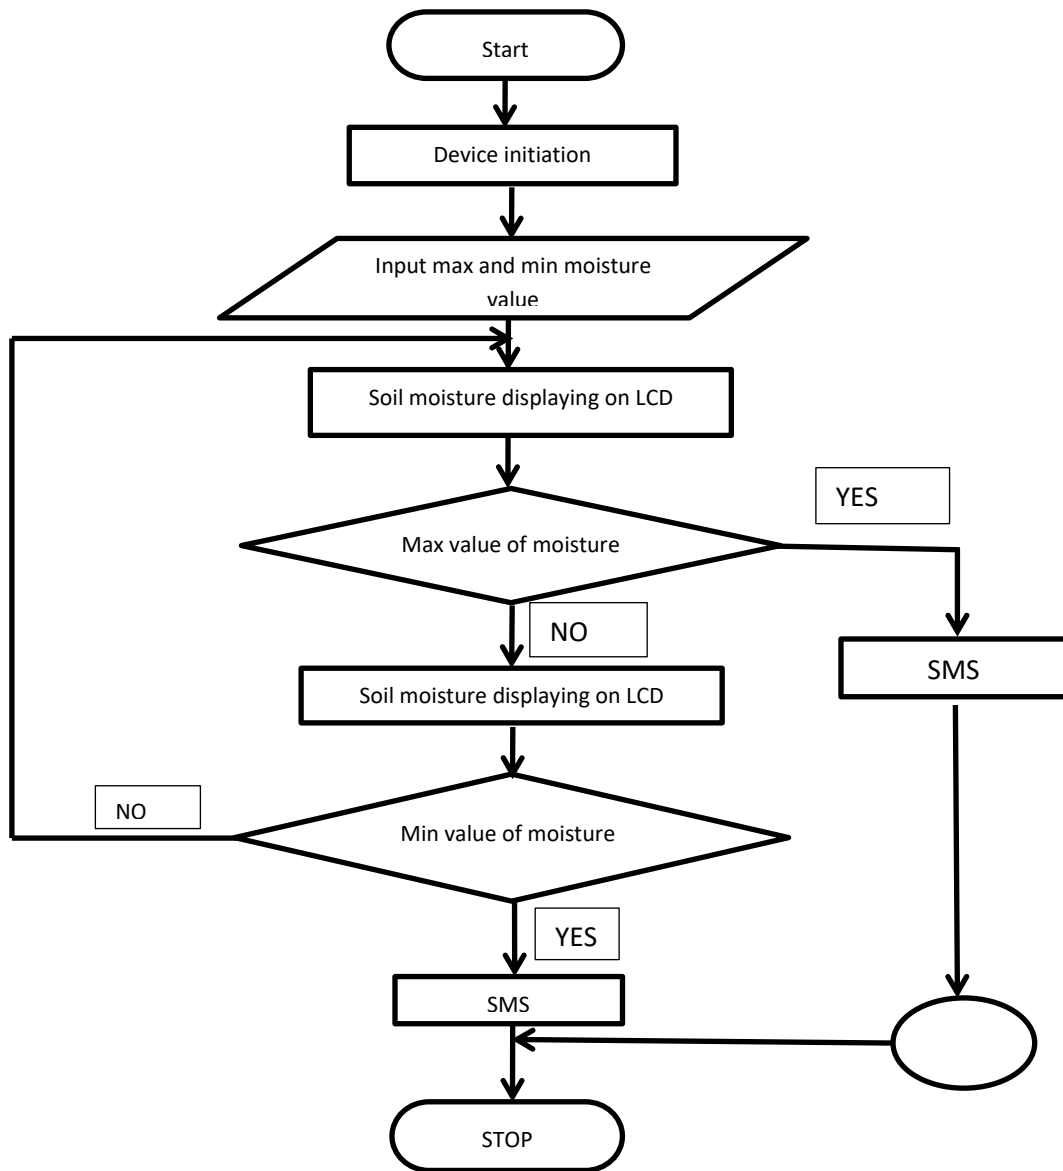 Start
Device initiation
Input max and min moisture
value
Soil moisture displaying on LCD
YES
Max value of moisture
NO
SMS
Soil moisture displaying on LCD
NO
Min value of moisture
YES
SMS
STOP